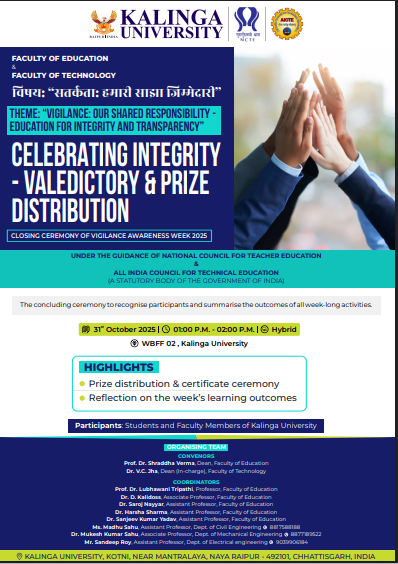 KALINGA
UNIVERSITY
NCTE
AICTE
FACULTY OF EDUCATION
&
FACULTY OF TECHNOLOGY
विषय: “सतर्कता: हमारी साझा जिम्मेदारी”
THEME: “VIGILANCE: OUR SHARED RESPONSIBILITY -
EDUCATION FOR INTEGRITY AND TRANSPARENCY”
CELEBRATING INTEGRITY
- VALEDICTORY & PRIZE
DISTRIBUTION
CLOSING CEREMONY OF VIGILANCE AWARENESS WEEK 2025
UNDER THE GUIDANCE OF NATIONAL COUNCIL FOR TEACHER EDUCATION
&
ALL INDIA COUNCIL FOR TECHNICAL EDUCATION
(A STATUTORY BODY OF THE GOVERNMENT OF INDIA)
The concluding ceremony to recognise participants and summarise the outcomes of all week-long activities.
31st October 2025 | 01:00 P.M. - 02:00 P.M. | Hybrid
WBFF 02 , Kalinga University
HIGHLIGHTS
Prize distribution & certificate ceremony
Reflection on the week’s learning outcomes
Participants: Students and Faculty Members of Kalinga University
ORGANISING TEAM
CONVENORS
Prof. Dr. Shraddha Verma, Dean, Faculty of Education
Dr. V.C. Jha, Dean (In-charge), Faculty of Technology
COORDINATORS
Prof. Dr. Lubhawani Tripathi, Professor, Faculty of Education
Dr. D. Kalidoss, Associate Professor, Faculty of Education
Dr. Saroj Nayyar, Assistant Professor, Faculty of Education
Dr. Harsha Sharma, Assistant Professor, Faculty of Education
Dr. Sanjeev Kumar Yadav, Assistant Professor, Faculty of Education
Ms. Madhu Sahu, Assistant Professor, Dept. of Civil Engineering
Dr. Mukesh Kumar Sahu, Associate Professor, Dept. of Mechanical Engineering
Mr. Sandeep Roy, Assistant Professor, Dept. of Electrical engineering 9039906184
KALINGA UNIVERSITY, KOTNI, NEAR MANTRALAYA, NAYA RAIPUR - 492101, CHHATTISGARH, INDIA